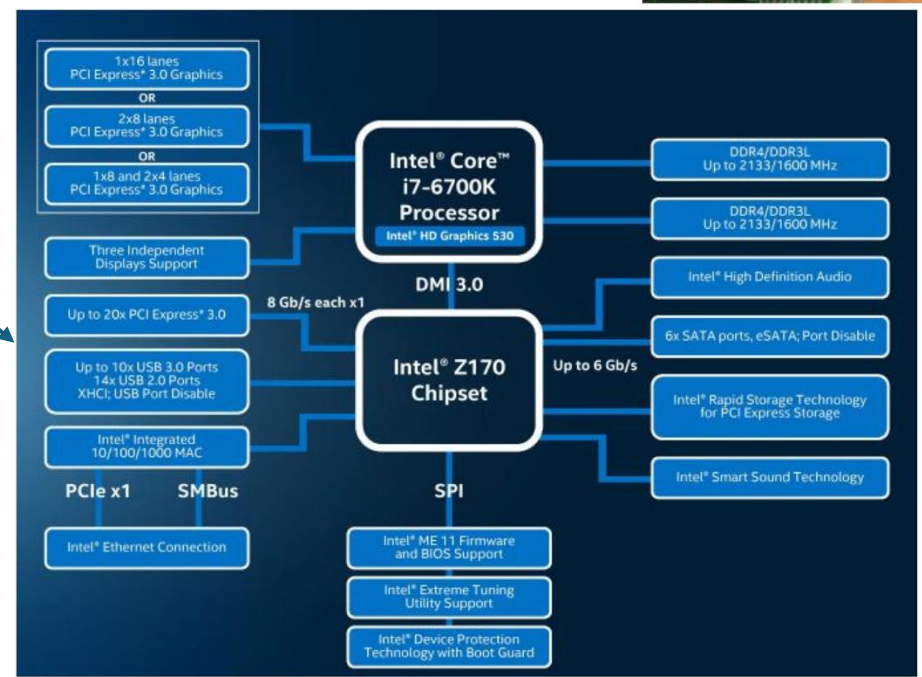 1x16 lanes
PCI Express* 3.0 Graphics
OR
2x8 lanes
PCI Express* 3.0 Graphics
OR
1x8 and 2x4 lanes
PCI Express* 3.0 Graphics
Three Independent
Displays Support
Up to 20x PCI Express* 3.0
8 Gb/s each x1
Up to 10x USB 3.0 Ports
14x USB 2.0 Ports
XHCI; USB Port Disable
Intel® Integrated
10/100/1000 MAC
PCIe x1
SMBus
Intel® Ethernet Connection
Intel® Core™
i7-6700K
Processor
Intel® HD Graphics 530
DMI 3.0
Intel® Z170
Chipset
SPI
Intel® ME 11 Firmware
and BIOS Support
Intel® Extreme Tuning
Utility Support
Intel® Device Protection
Technology with Boot Guard
DDR4/DDR3L
Up to 2133/1600 MHz
DDR4/DDR3L
Up to 2133/1600 MHz
Intel® High Definition Audio
6x SATA ports, eSATA; Port Disable
Up to 6 Gb/s
Intel® Rapid Storage Technology
for PCI Express Storage
Intel® Smart Sound Technology